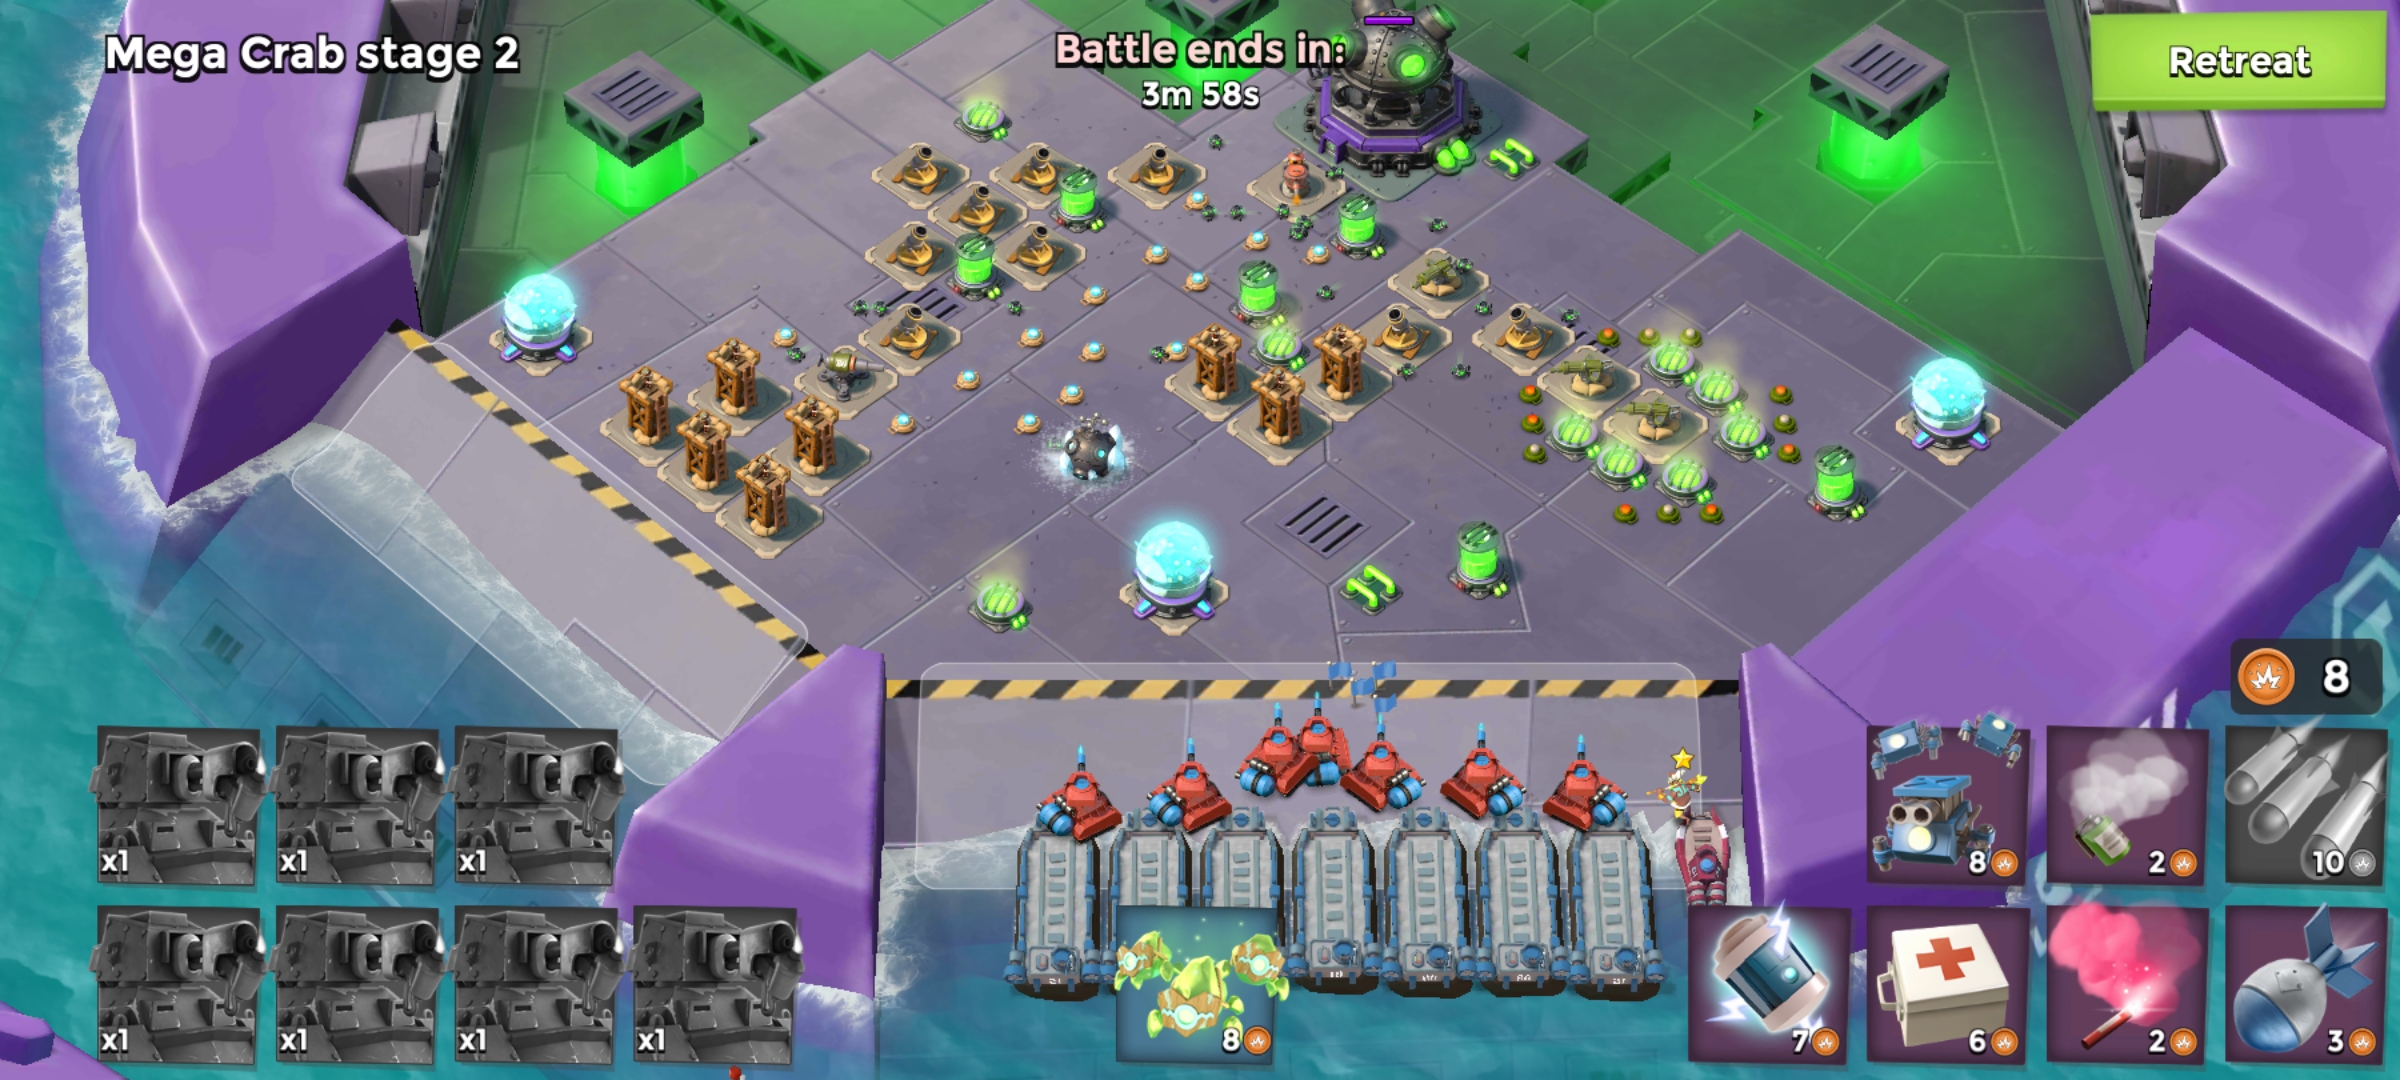 Mega Crab stage 2
Battle ends in:
3m 58s
Retreat
8
x1
x1
x1
8
2
10
x1
x1
x1
x1
8
7
6
2
3